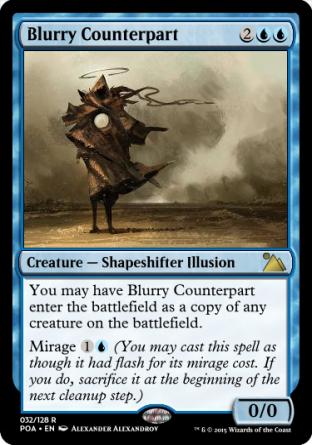 Blurry Counterpart 2
Creature — Shapeshifter Illusion
You may have Blurry Counterpart
enter the battlefield as a copy of any
creature on the battlefield.
Mirage 1 (You may cast this spell as
though it had flash for its mirage cost. If
you do, sacrifice it at the beginning of the
next cleanup step.)
0/0
032/128 R
POA • EN ALEXANDER ALEXANDROV
™ & © 2015 Wizards of the Coast